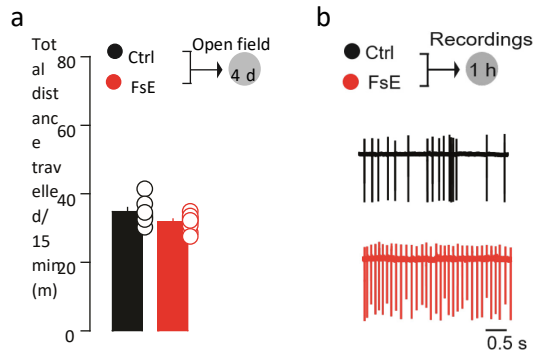 a
Tot
al
dist
anc
e
trav
elle
d/
15
min
(m)
80
60
40
20
0
Ctrl
FsE
Open field
4 d
b
Ctrl
FsE
Recordings
1 h
0.5 s